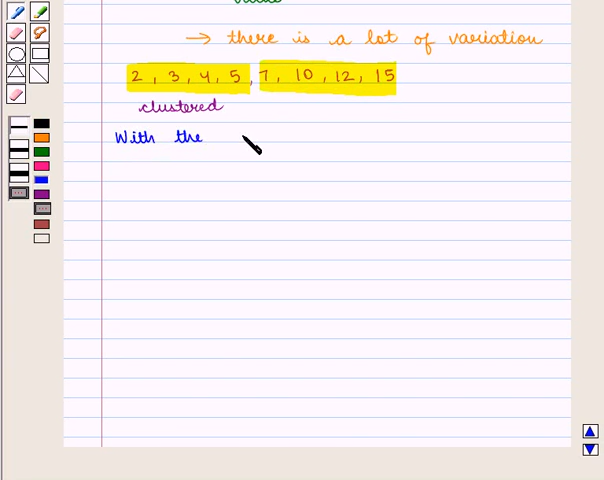 → there is a lot of variation
2, 3, 4, 5, 7, 10, 12, 15
clustered
With the